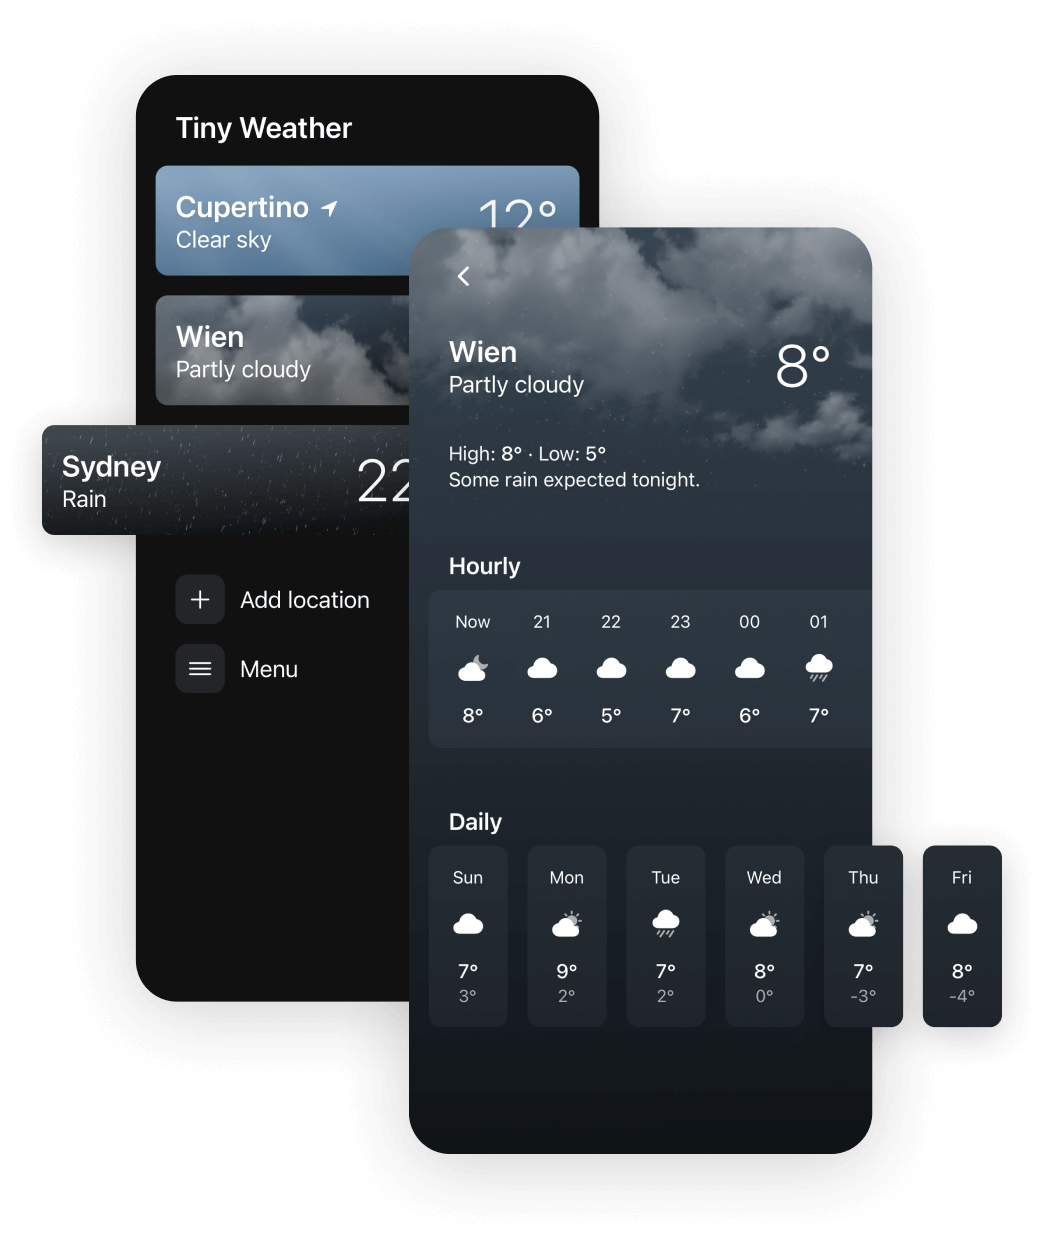 Tiny Weather
Cupertino
12°
Clear sky
Wien
Partly cloudy
Sydney
22
Rain
Add location
Menu
Wien
8°
Partly cloudy
High: 8° · Low: 5°
Some rain expected tonight.
Hourly
Now 21 22 23 00 01
8° 6° 5° 7° 6° 7°
Daily
Sun Mon Tue Wed Thu Fri
7° 9° 7° 8° 7° 8°
3° 2° 2° 0° -3° -4°